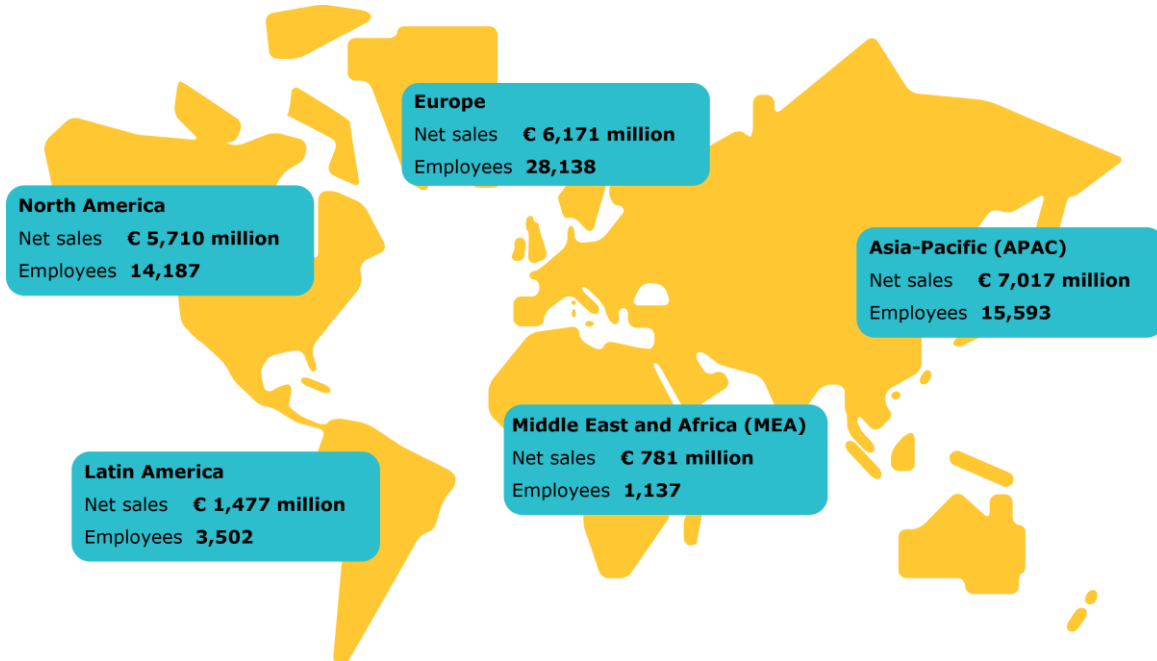 Europe
Net sales € 6,171 million
Employees 28,138
North America
Net sales € 5,710 million
Employees 14,187
Asia-Pacific (APAC)
Net sales € 7,017 million
Employees 15,593
Middle East and Africa (MEA)
Net sales € 781 million
Employees 1,137
Latin America
Net sales € 1,477 million
Employees 3,502